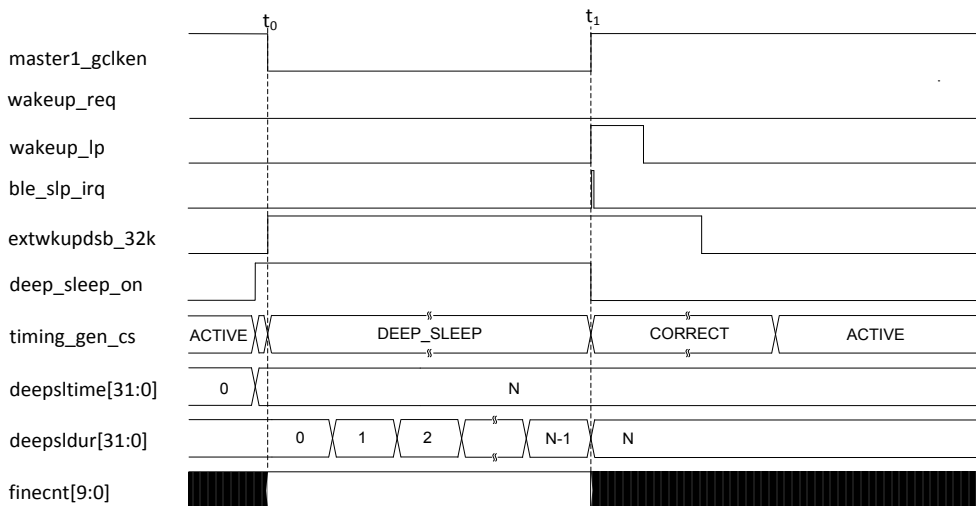 t0 t1
master1_gclken
wakeup_req
wakeup_lp
ble_slp_irq
extwkupdsb_32k
deep_sleep_on
timing_gen_cs ACTIVE DEEP_SLEEP CORRECT ACTIVE
deepsltime[31:0] 0 N
deepsldur[31:0] 0 1 2 N-1 N
finecnt[9:0]